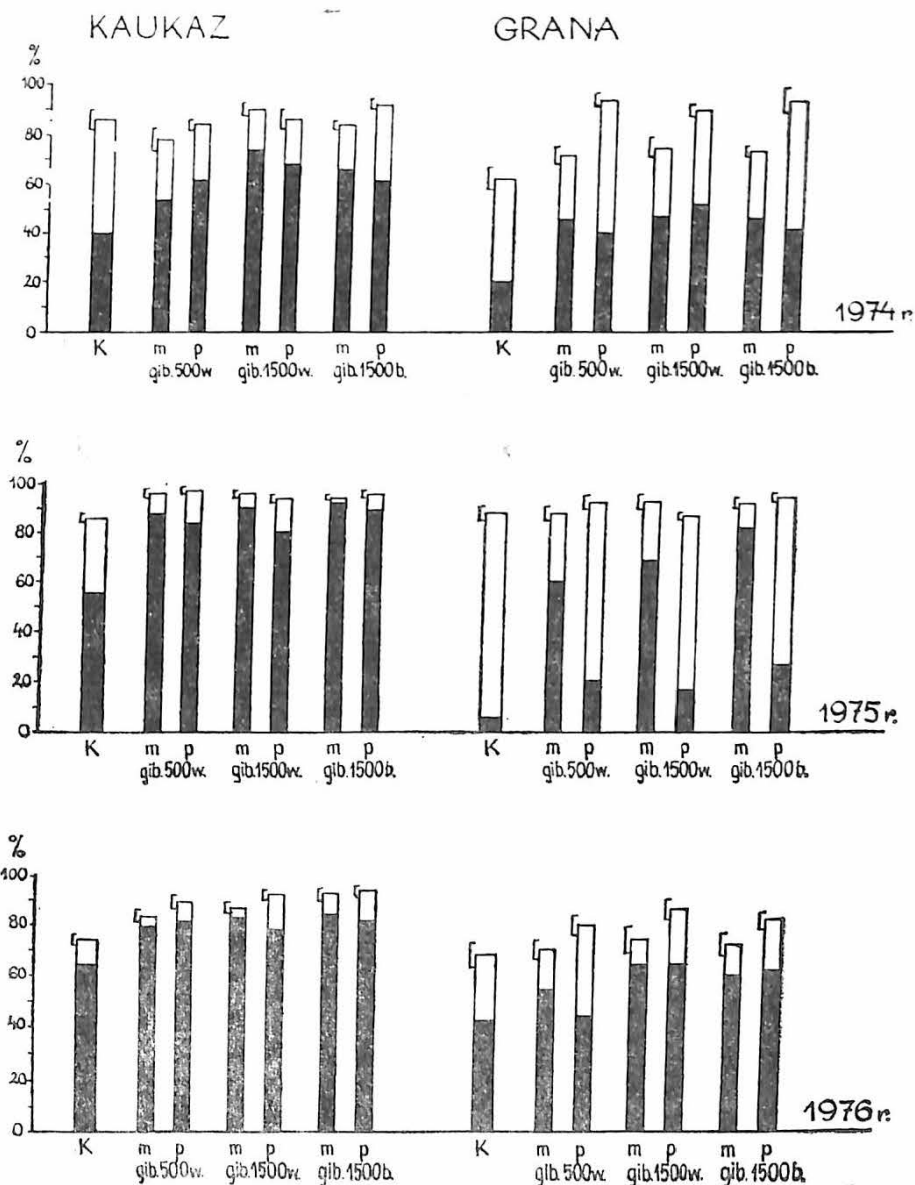 KAUKAZ GRANA
%
100
80
60
40
20
0
K m p m p m p K m p m p m p
gib.500w. gib.1500w. gib.1500b. gib.500w. gib.1500w. gib.1500b.
1974 r.
%
100
80
60
40
20
0
K m p m p m p K m p m p m p
gib.500w. gib.1500w. gib.1500b. gib.500w. gib.1500w. gib.1500b.
1975 r.
%
100
80
60
40
20
0
K m p m p m p K m p m p m p
gib.500w. gib.1500w. gib.1500b. gib.500w. gib.1500w. gib.1500b.
1976 r.